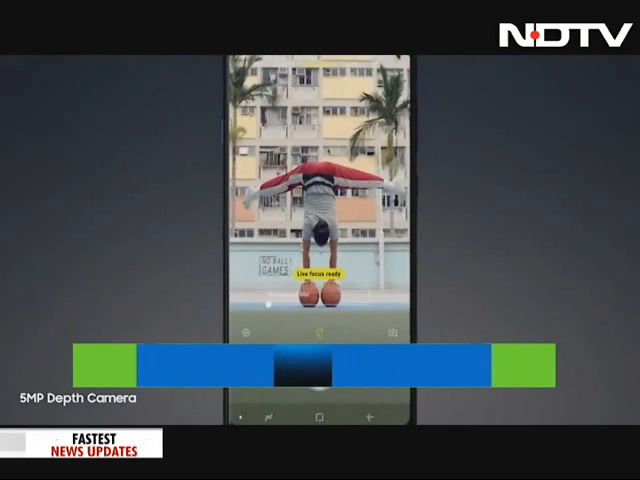 NDTV
NO BALL
GAMES
Live focus ready
5MP Depth Camera
FASTEST
NEWS UPDATES